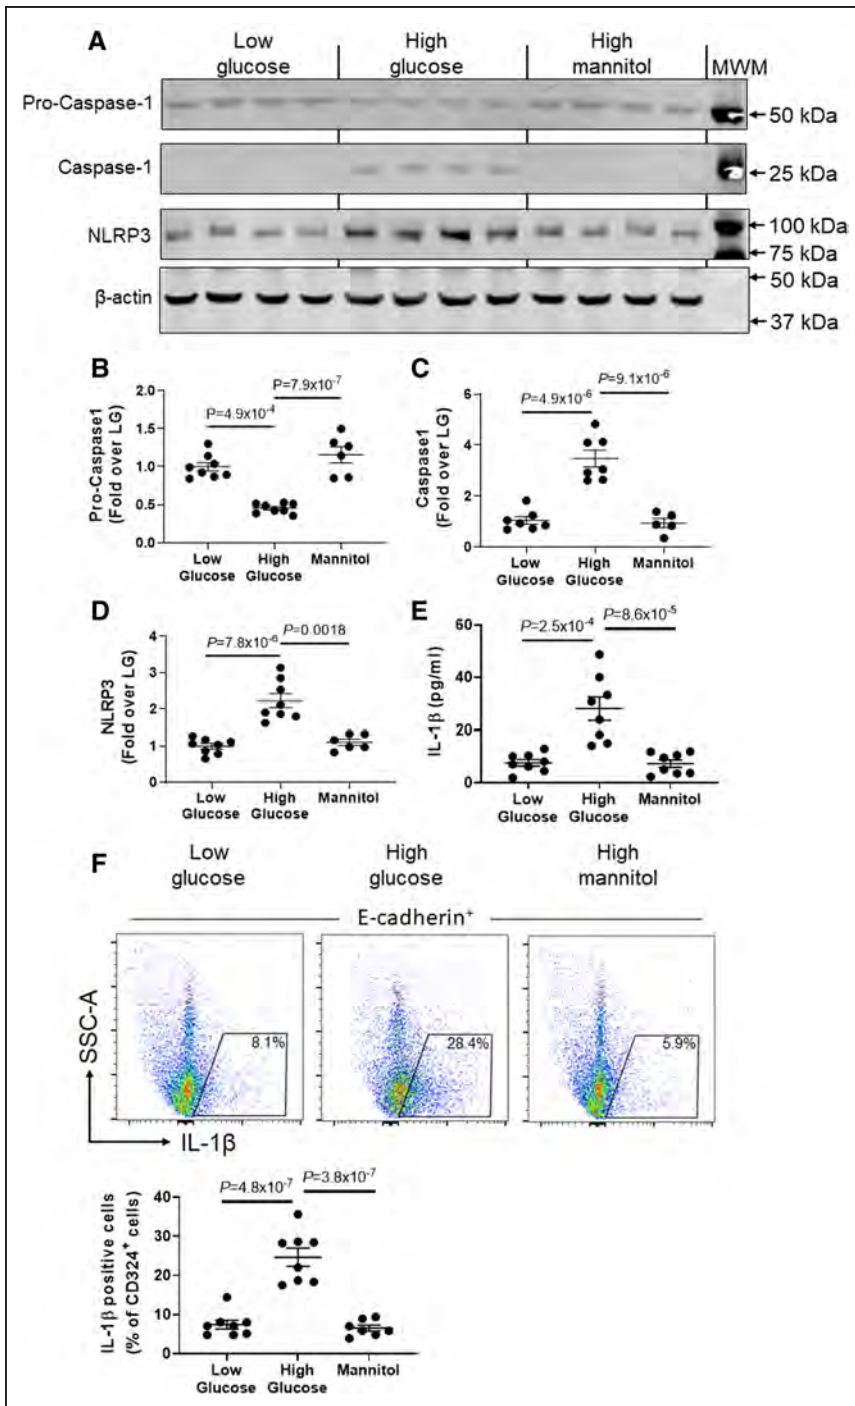 A
Low
glucose
High
glucose
High
mannitol
MWM
Pro-Caspase-1
50 kDa
Caspase-1
25 kDa
NLRP3
100 kDa
75 kDa
β-actin
50 kDa
37 kDa
B
Pro-Caspase1
(Fold over LG)
2.0
1.5
1.0
0.5
0.0
P=4.9x10-4
P=7.9x10-7
Low
Glucose
High
Glucose
Mannitol
C
Caspase1
(Fold over LG)
6
4
2
0
P=4.9x10-6
P=9.1x10-6
Low
Glucose
High
Glucose
Mannitol
D
NLRP3
(Fold over LG)
4
3
2
1
0
P=7.8x10-6
P=0.0018
Low
Glucose
High
Glucose
Mannitol
E
IL-1β (pg/ml)
60
40
20
0
P=2.5x10-4
P=8.6x10-5
Low
Glucose
High
Glucose
Mannitol
F
Low
glucose
High
glucose
High
mannitol
E-cadherin+
8.1%
28.4%
5.9%
SSC-A
IL-1β
IL-1β positive cells
(% of CD324+ cells)
40
30
20
10
0
P=4.8x10-7
P=3.8x10-7
Low
Glucose
High
Glucose
Mannitol